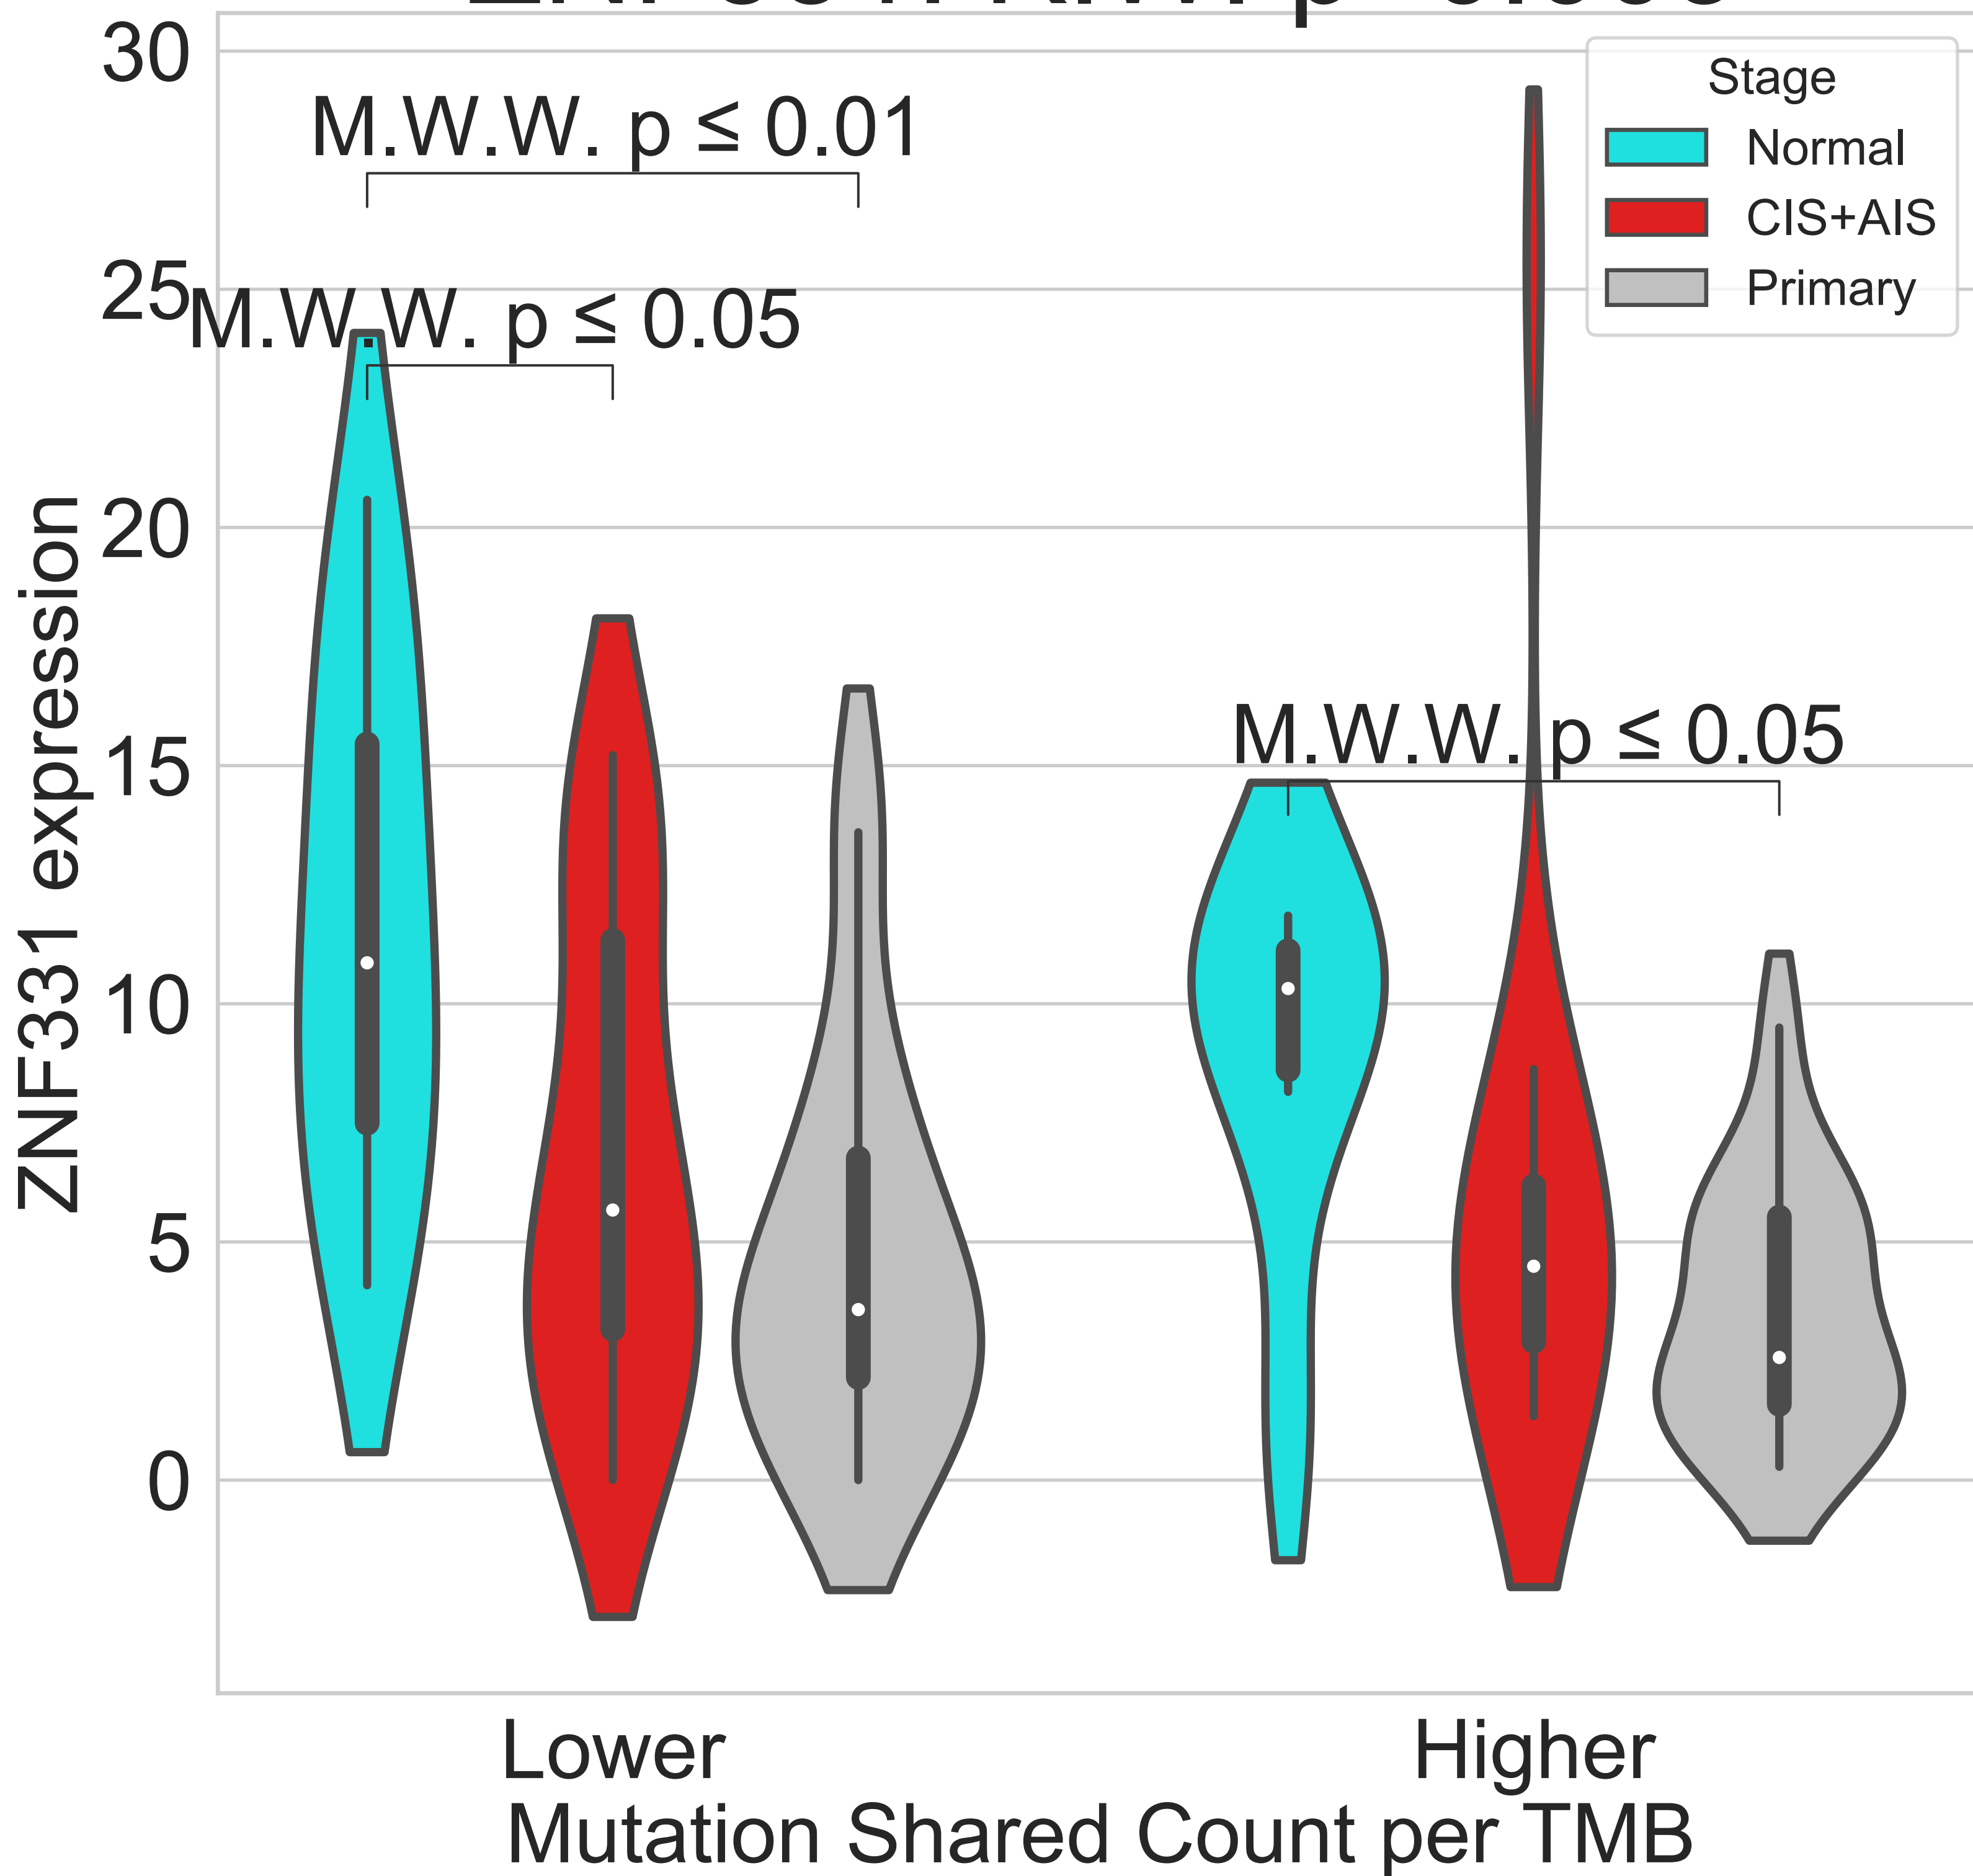 30
25
20
15
10
5
0
ZNF331 expression
M.W.W. p ≤ 0.01
M.W.W. p ≤ 0.05
M.W.W. p ≤ 0.05
Stage
Normal
CIS+AIS
Primary
Lower
Higher
Mutation Shared Count per TMB